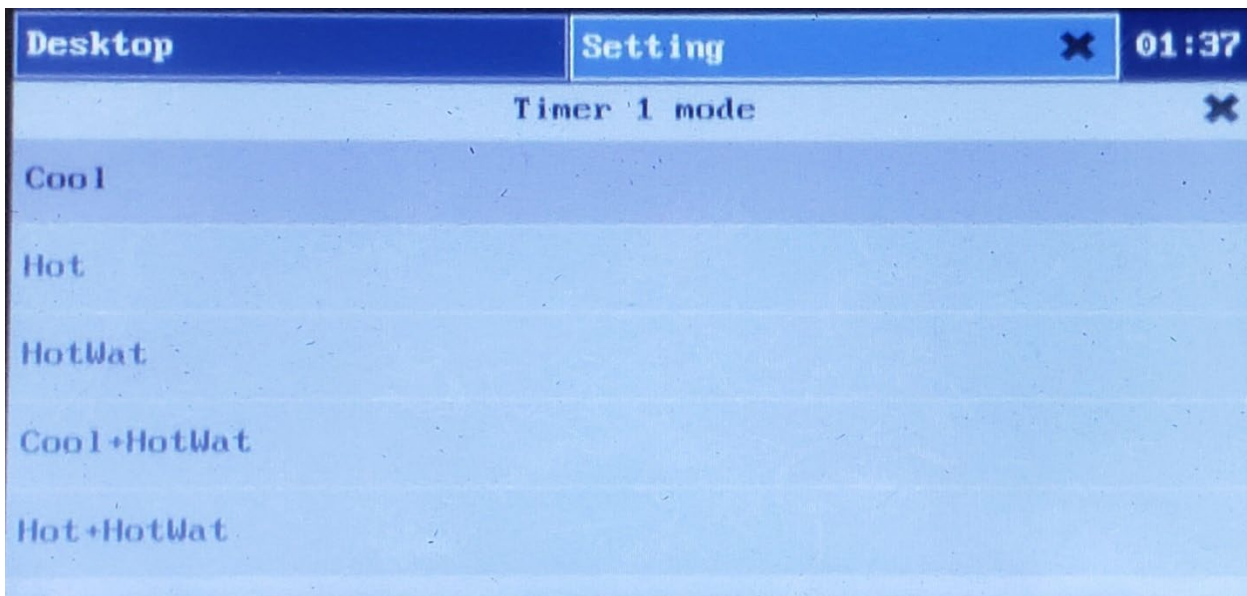 Desktop Setting ✖ 01:37
Timer 1 mode ✖
Cool
Hot
HotWat
Cool+HotWat
Hot+HotWat